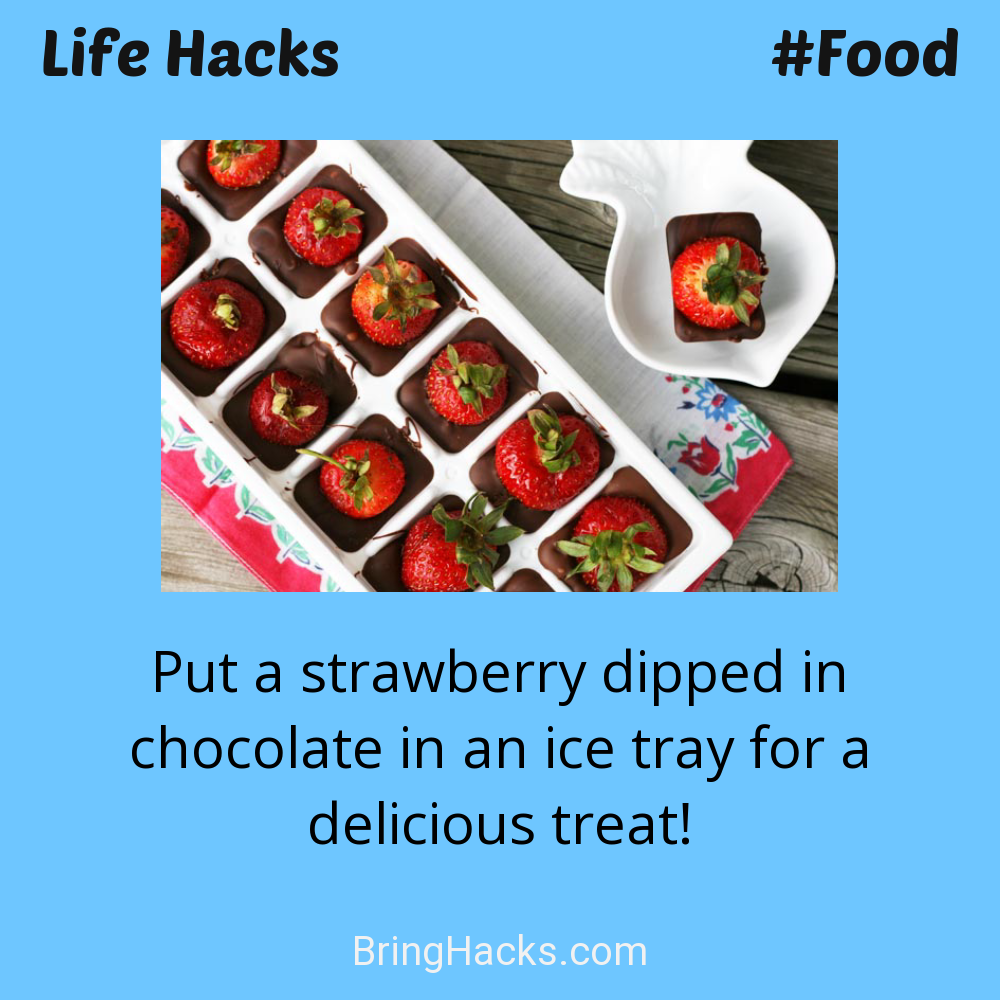 Life Hacks #Food
Put a strawberry dipped in
chocolate in an ice tray for a
delicious treat!
BringHacks.com